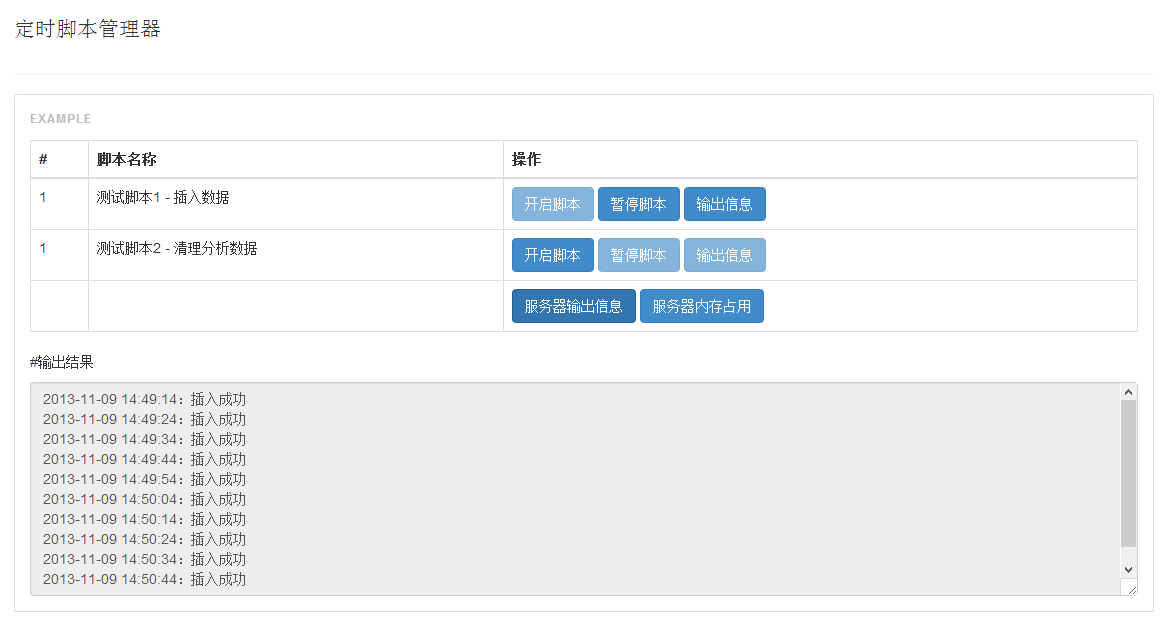 定时脚本管理器
EXAMPLE
# 脚本名称 操作
1 测试脚本1 - 插入数据 开启脚本 暂停脚本 输出信息
1 测试脚本2 - 清理分析数据 开启脚本 暂停脚本 输出信息
服务器输出信息 服务器内存占用
#输出结果
2013-11-09 14:49:14：插入成功
2013-11-09 14:49:24：插入成功
2013-11-09 14:49:34：插入成功
2013-11-09 14:49:44：插入成功
2013-11-09 14:49:54：插入成功
2013-11-09 14:50:04：插入成功
2013-11-09 14:50:14：插入成功
2013-11-09 14:50:24：插入成功
2013-11-09 14:50:34：插入成功
2013-11-09 14:50:44：插入成功